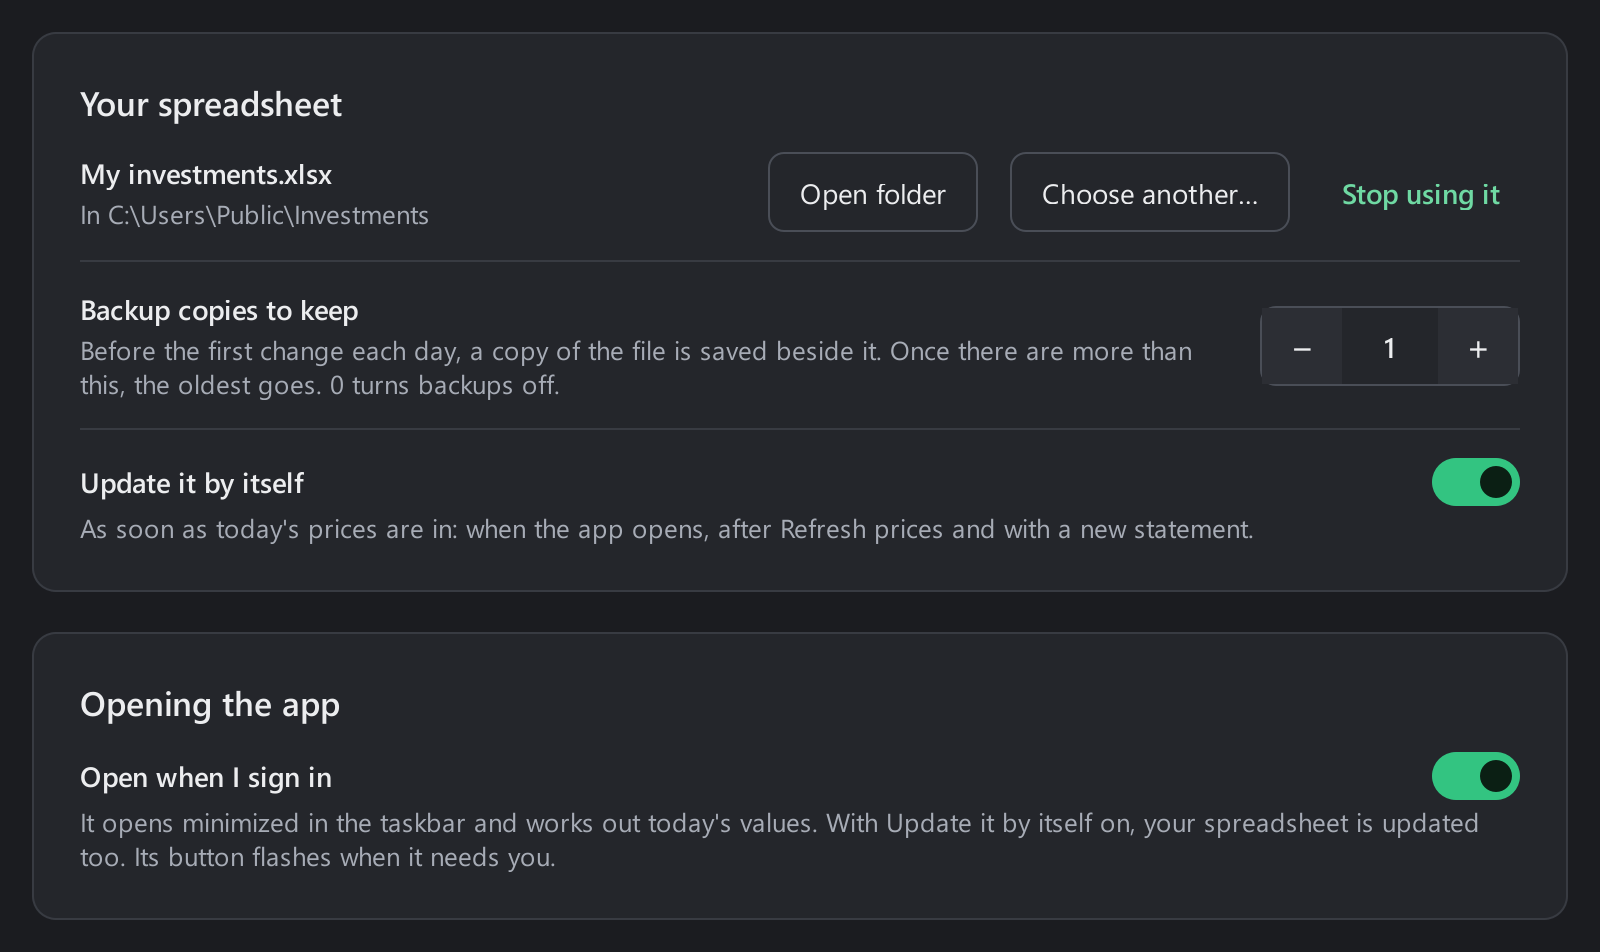 Your spreadsheet
My investments.xlsx
In C:\Users\Public\Investments
Open folder
Choose another...
Stop using it
Backup copies to keep
Before the first change each day, a copy of the file is saved beside it. Once there are more than
this, the oldest goes. 0 turns backups off.
− 1 +
Update it by itself
As soon as today's prices are in: when the app opens, after Refresh prices and with a new statement.
Opening the app
Open when I sign in
It opens minimized in the taskbar and works out today's values. With Update it by itself on, your spreadsheet is updated
too. Its button flashes when it needs you.